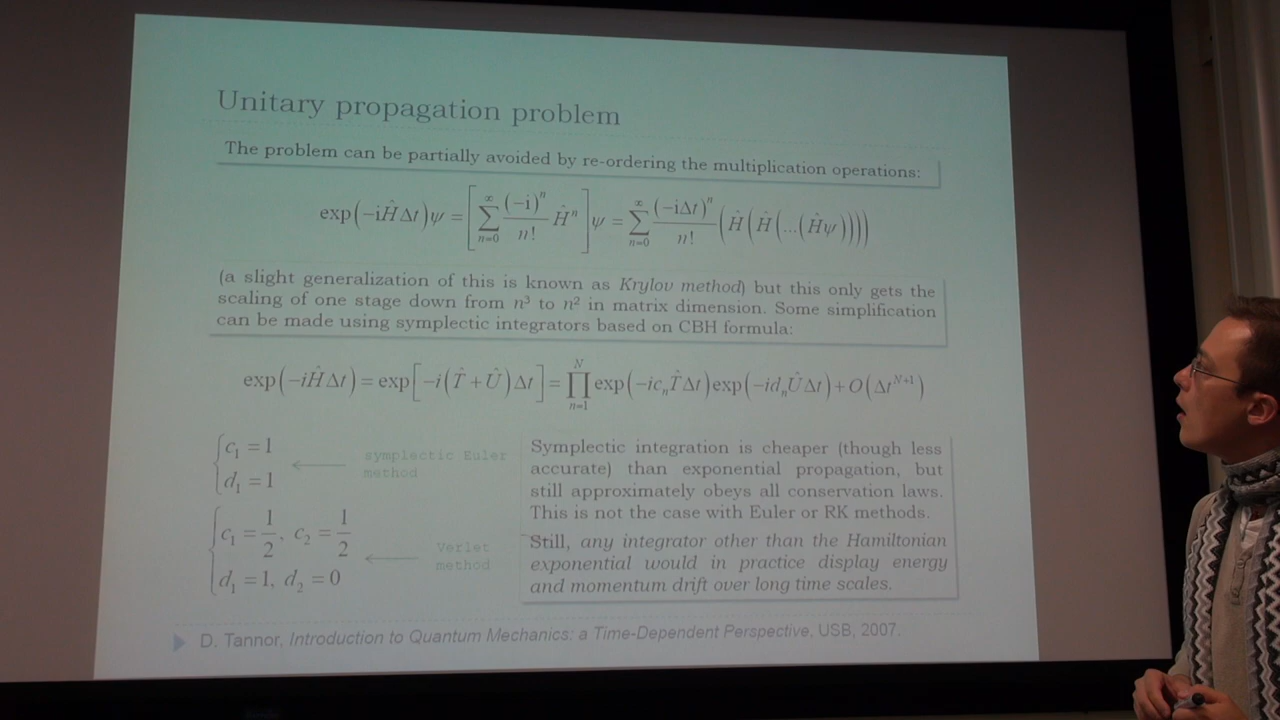 Unitary propagation problem
The problem can be partially avoided by re-ordering the multiplication operations:
exp(−iĤΔt)ψ = [∑_{n=0}^{∞} (−i)^n / n! Ĥ^n] ψ = ∑_{n=0}^{∞} (−iΔt)^n / n! (Ĥ(Ĥ(...(Ĥψ))))
(a slight generalization of this is known as Krylov method) but this only gets the
scaling of one stage down from n³ to n² in matrix dimension. Some simplification
can be made using symplectic integrators based on CBH formula:
exp(−iĤΔt) = exp[−i(T̂ + Û)Δt] = ∏_{n=1}^{N} exp(−ic_nT̂Δt)exp(−id_nÛΔt) + O(Δt^{N+1})
c₁ = 1
d₁ = 1
symplectic Euler
method
c₁ = 1/2, c₂ = 1/2
d₁ = 1, d₂ = 0
Verlet
method
Symplectic integration is cheaper (though less
accurate) than exponential propagation, but
still approximately obeys all conservation laws.
This is not the case with Euler or RK methods.
Still, any integrator other than the Hamiltonian
exponential would in practice display energy
and momentum drift over long time scales.
D. Tannor, Introduction to Quantum Mechanics: a Time-Dependent Perspective, USB, 2007.